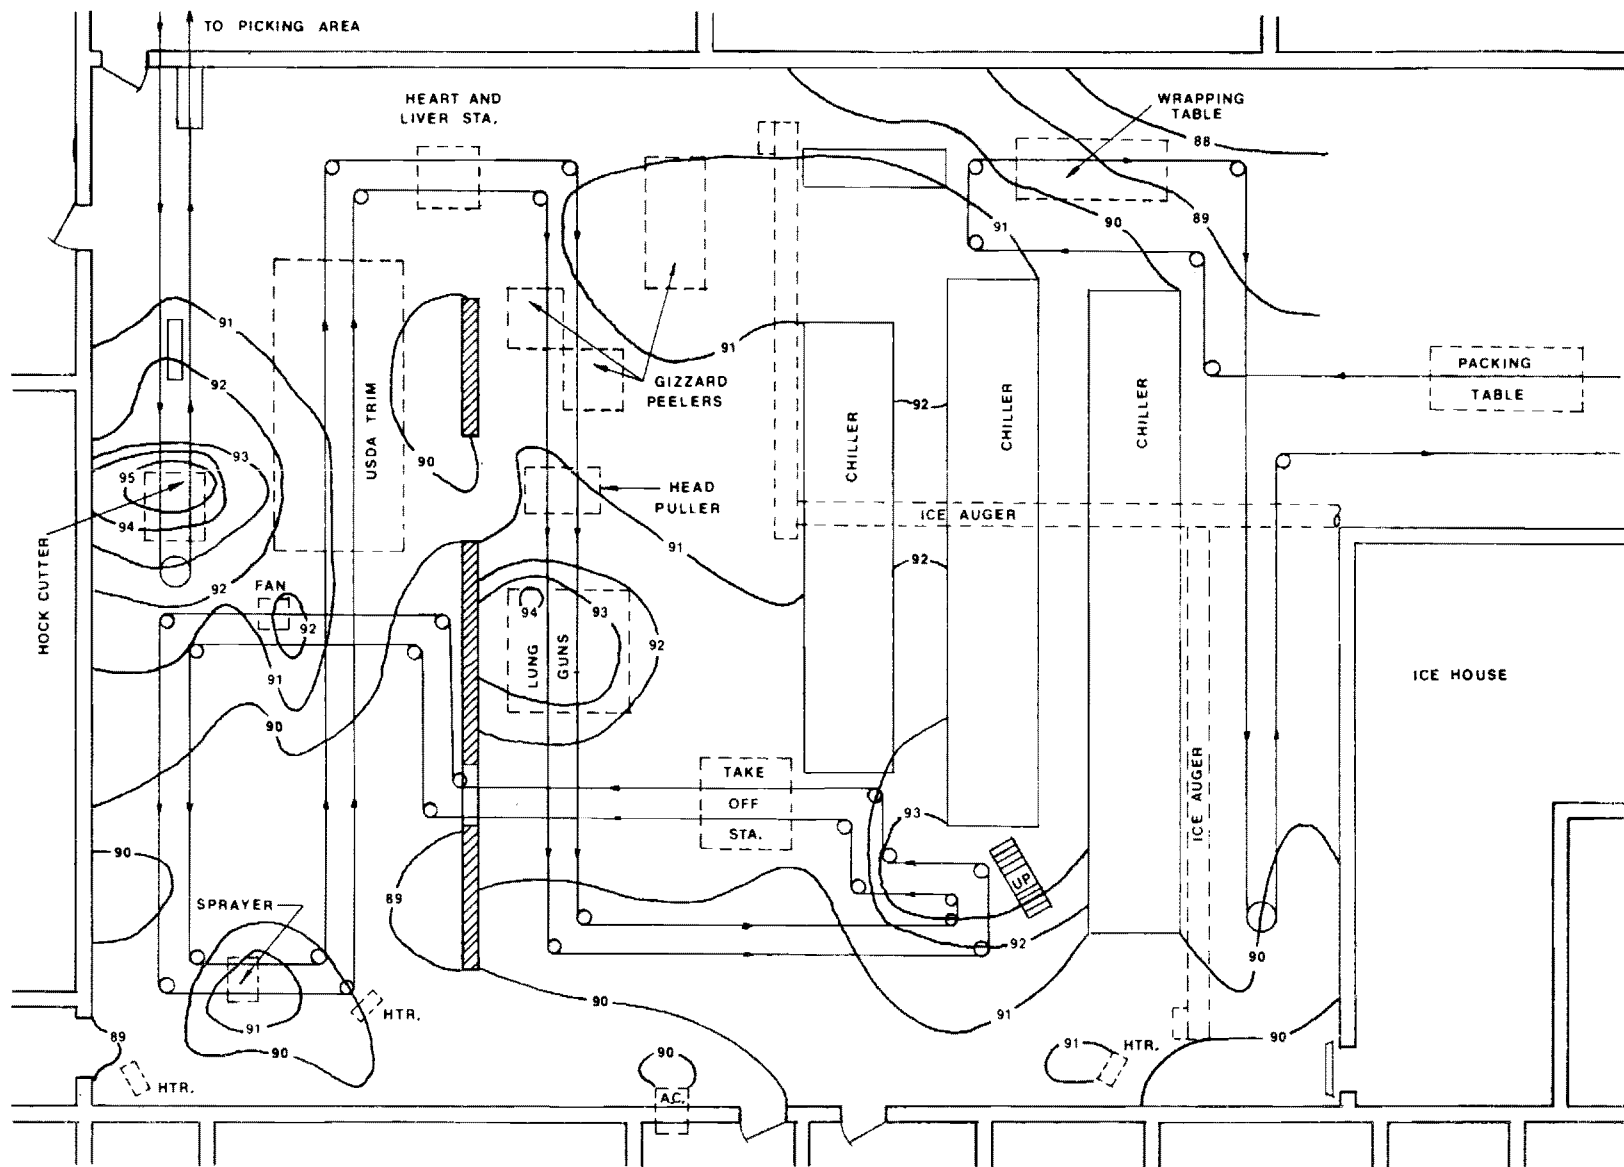 TO PICKING AREA
HEART AND
LIVER STA.
WRAPPING
TABLE
88
89
90
91
91
92
91
PACKING
TABLE
GIZZARD
PEELERS
USDA TRIM
CHILLER
92
CHILLER
CHILLER
93
90
95
94
HEAD
PULLER
ICE AUGER
91
92
HOCK CUTTER
92
FAN
92
94
93
92
LUNG
GUNS
91
90
ICE HOUSE
ICE AUGER
TAKE
OFF
STA.
93
90
UP
89
SPRAYER
92
90
90
91
91
HTR.
90
89
HTR.
90
A.C.
91
HTR.
90